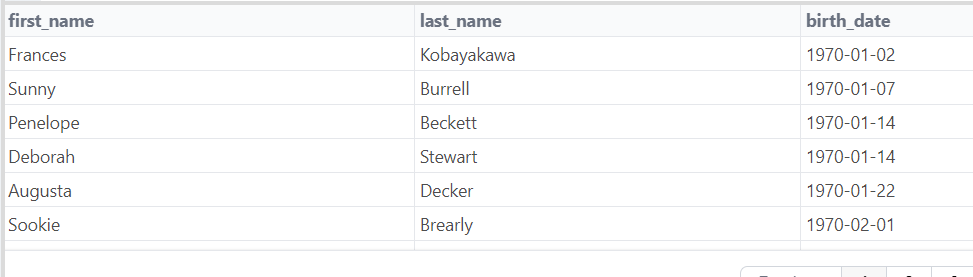 first_name last_name birth_date
Frances Kobayakawa 1970-01-02
Sunny Burrell 1970-01-07
Penelope Beckett 1970-01-14
Deborah Stewart 1970-01-14
Augusta Decker 1970-01-22
Sookie Brearly 1970-02-01